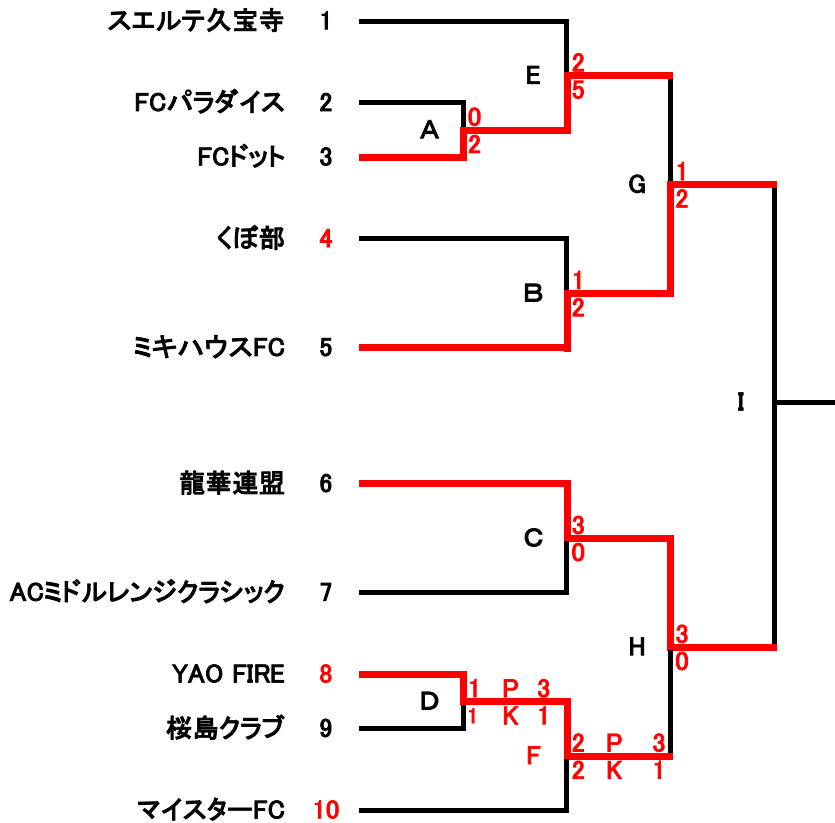 スエルテ久宝寺 1
E 2
5
FCパラダイス 2
A 0
2
FCドット 3
G 1
2
くぼ部 4
B 1
2
ミキハウスFC 5
I
龍華連盟 6
C 3
0
ACミドルレンジクラシック 7
H 3
0
YAO FIRE 8
D 1 P 3
1 K 1
桜島クラブ 9
F 2 P 3
2 K 1
マイスターFC 10